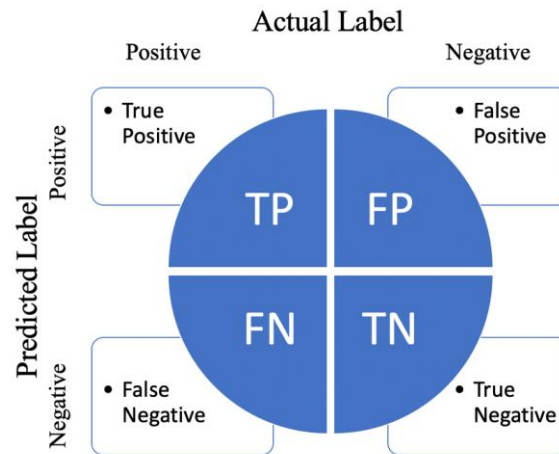 Actual Label
Positive
Negative
• True
Positive
• False
Positive
Predicted Label
Positive
TP
FP
FN
TN
Negative
• False
Negative
• True
Negative